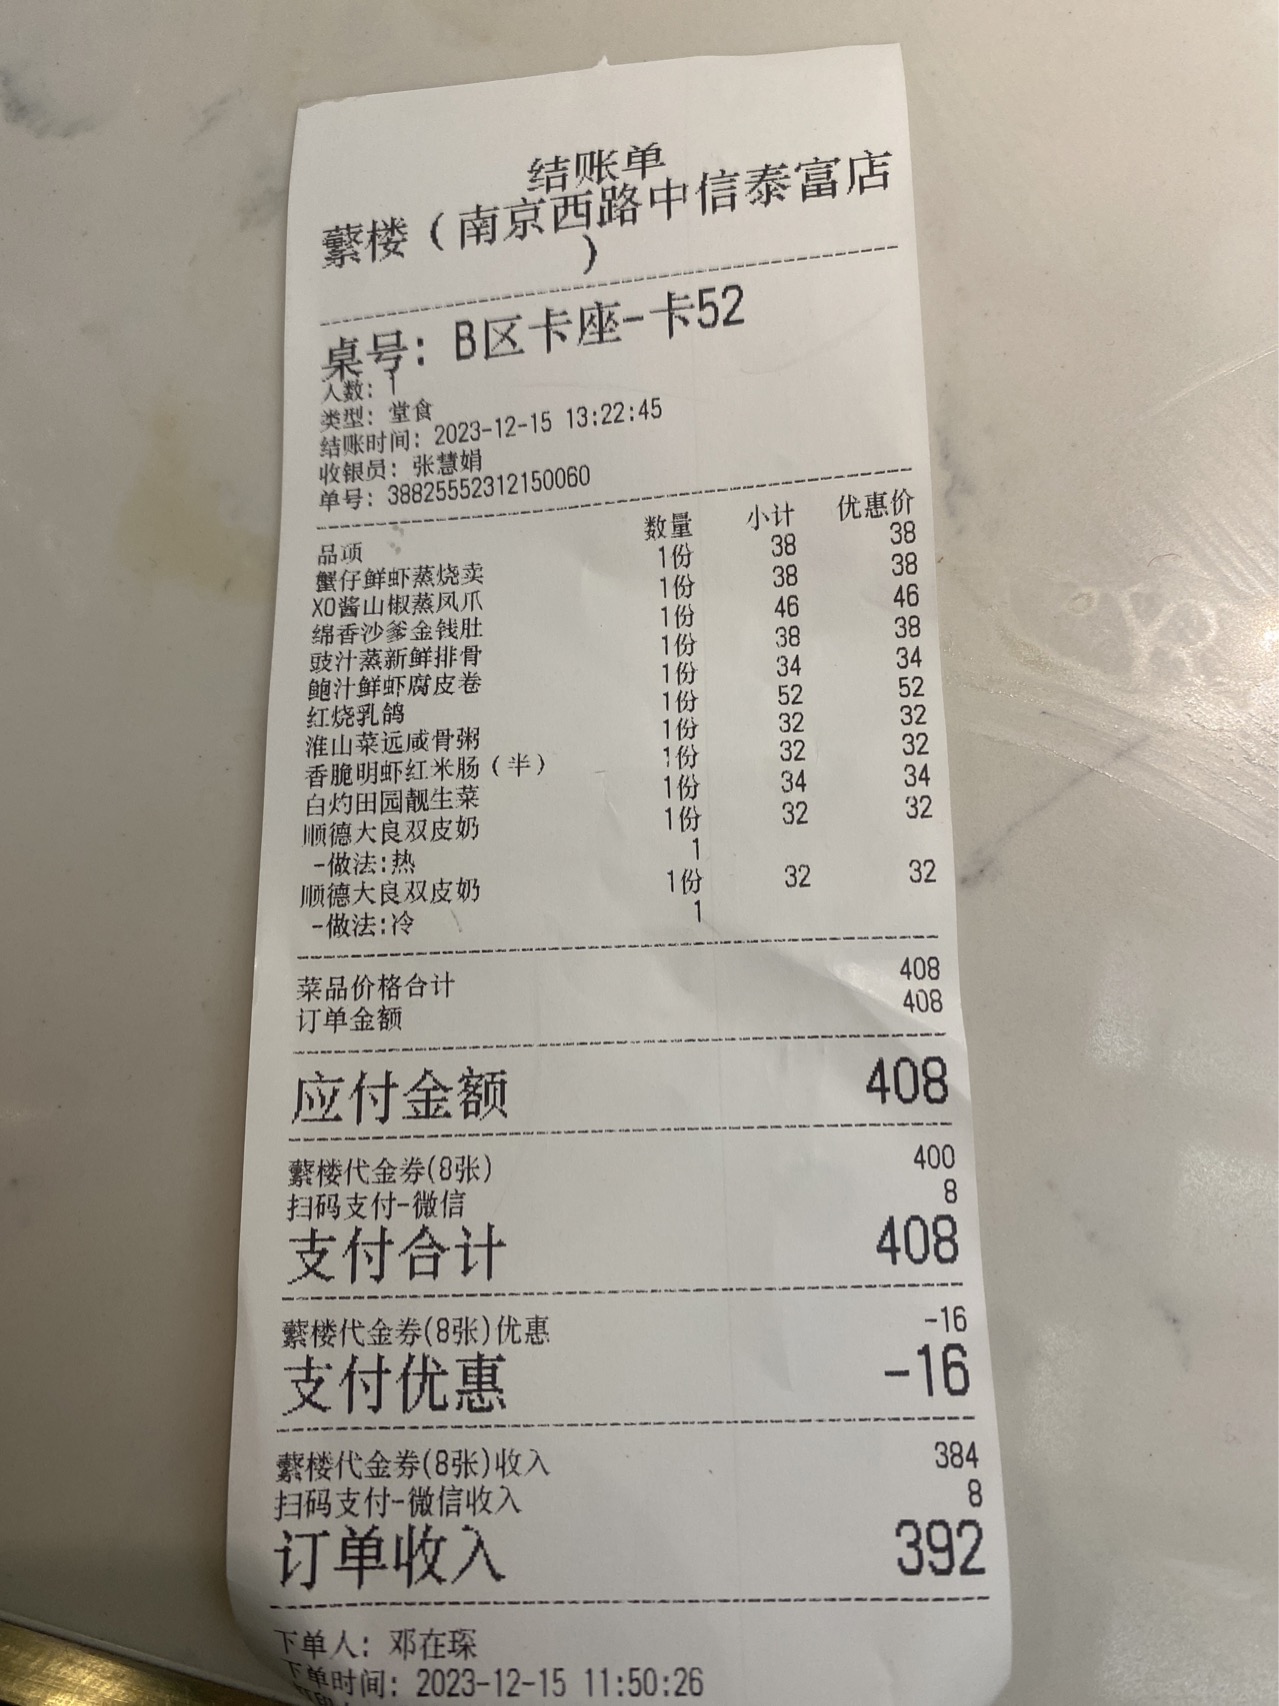 结账单
蘩楼（南京西路中信泰富店
）
桌号：B区卡座-卡52
人数：1
类型：堂食
结账时间：2023-12-15 13:22:45
收银员：张慧娟
单号：38825552312150060
品项 数量 小计 优惠价
蟹仔鲜虾蒸烧卖 1份 38 38
XO酱山椒蒸凤爪 1份 38 38
绵香沙爹金钱肚 1份 46 46
豉汁蒸新鲜排骨 1份 38 38
鲍汁鲜虾腐皮卷 1份 34 34
红烧乳鸽 1份 52 52
淮山菜远咸骨粥 1份 32 32
香脆明虾红米肠（半） 1份 32 32
白灼田园靓生菜 1份 34 34
顺德大良双皮奶 1份 32 32
-做法:热 1
顺德大良双皮奶 1份 32 32
-做法:冷 1
菜品价格合计 408
订单金额 408
应付金额 408
蘩楼代金券(8张) 400
扫码支付-微信 8
支付合计 408
蘩楼代金券(8张)优惠 -16
支付优惠 -16
蘩楼代金券(8张)收入 384
扫码支付-微信收入 8
订单收入 392
下单人：邓在琛
下单时间：2023-12-15 11:50:26